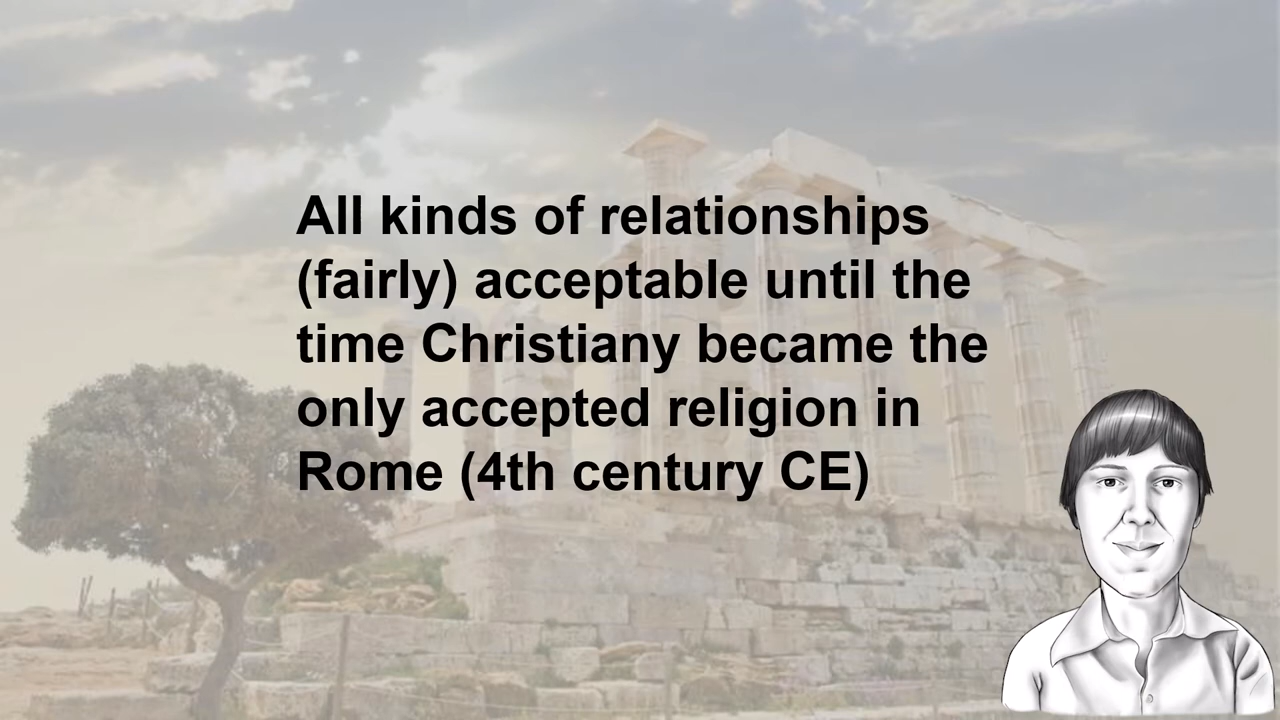 All kinds of relationships
(fairly) acceptable until the
time Christiany became the
only accepted religion in
Rome (4th century CE)